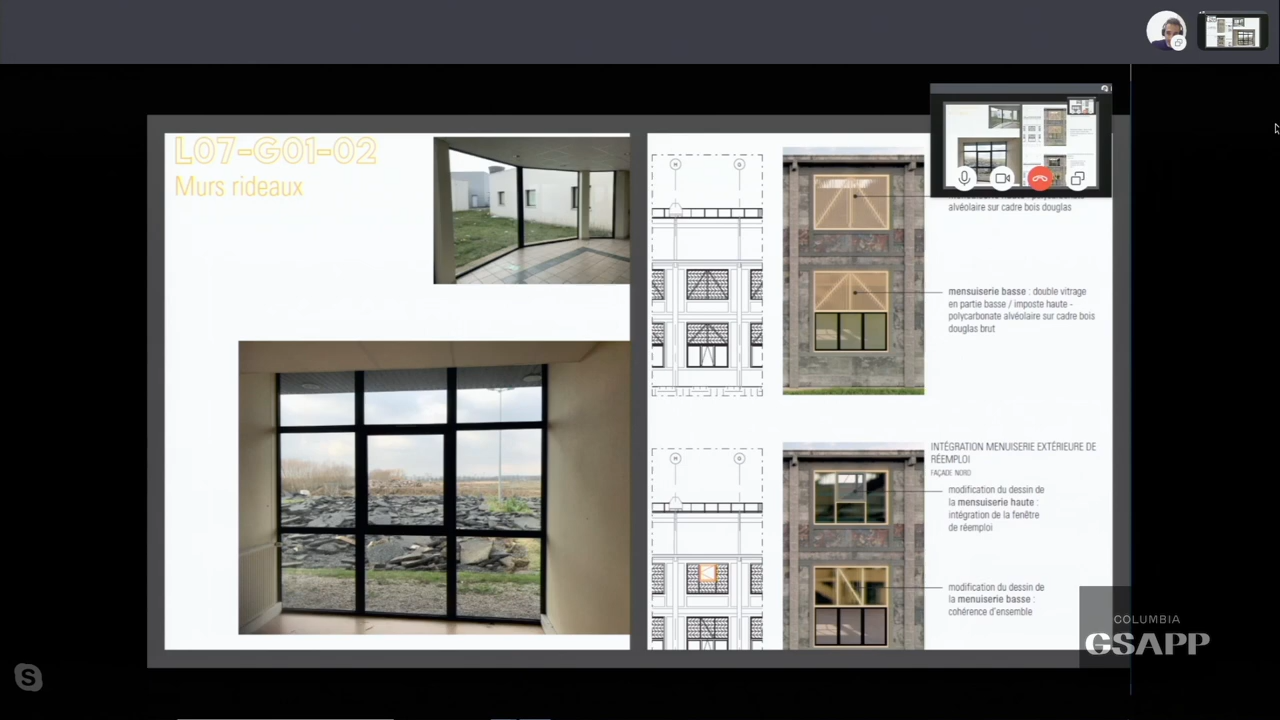 L07-G01-02
Murs rideaux
alvéolaire sur cadre bois douglas
mensuiserie basse : double vitrage
en partie basse / imposte haute -
polycarbonate alvéolaire sur cadre bois
douglas brut
INTÉGRATION MENUISERIE EXTÉRIEURE DE
RÉEMPLOI
FAÇADE NORD
modification du dessin de
la mensuiserie haute :
intégration de la fenêtre
de réemploi
modification du dessin de
la menuiserie basse :
cohérence d'ensemble
COLUMBIA
GSAPP